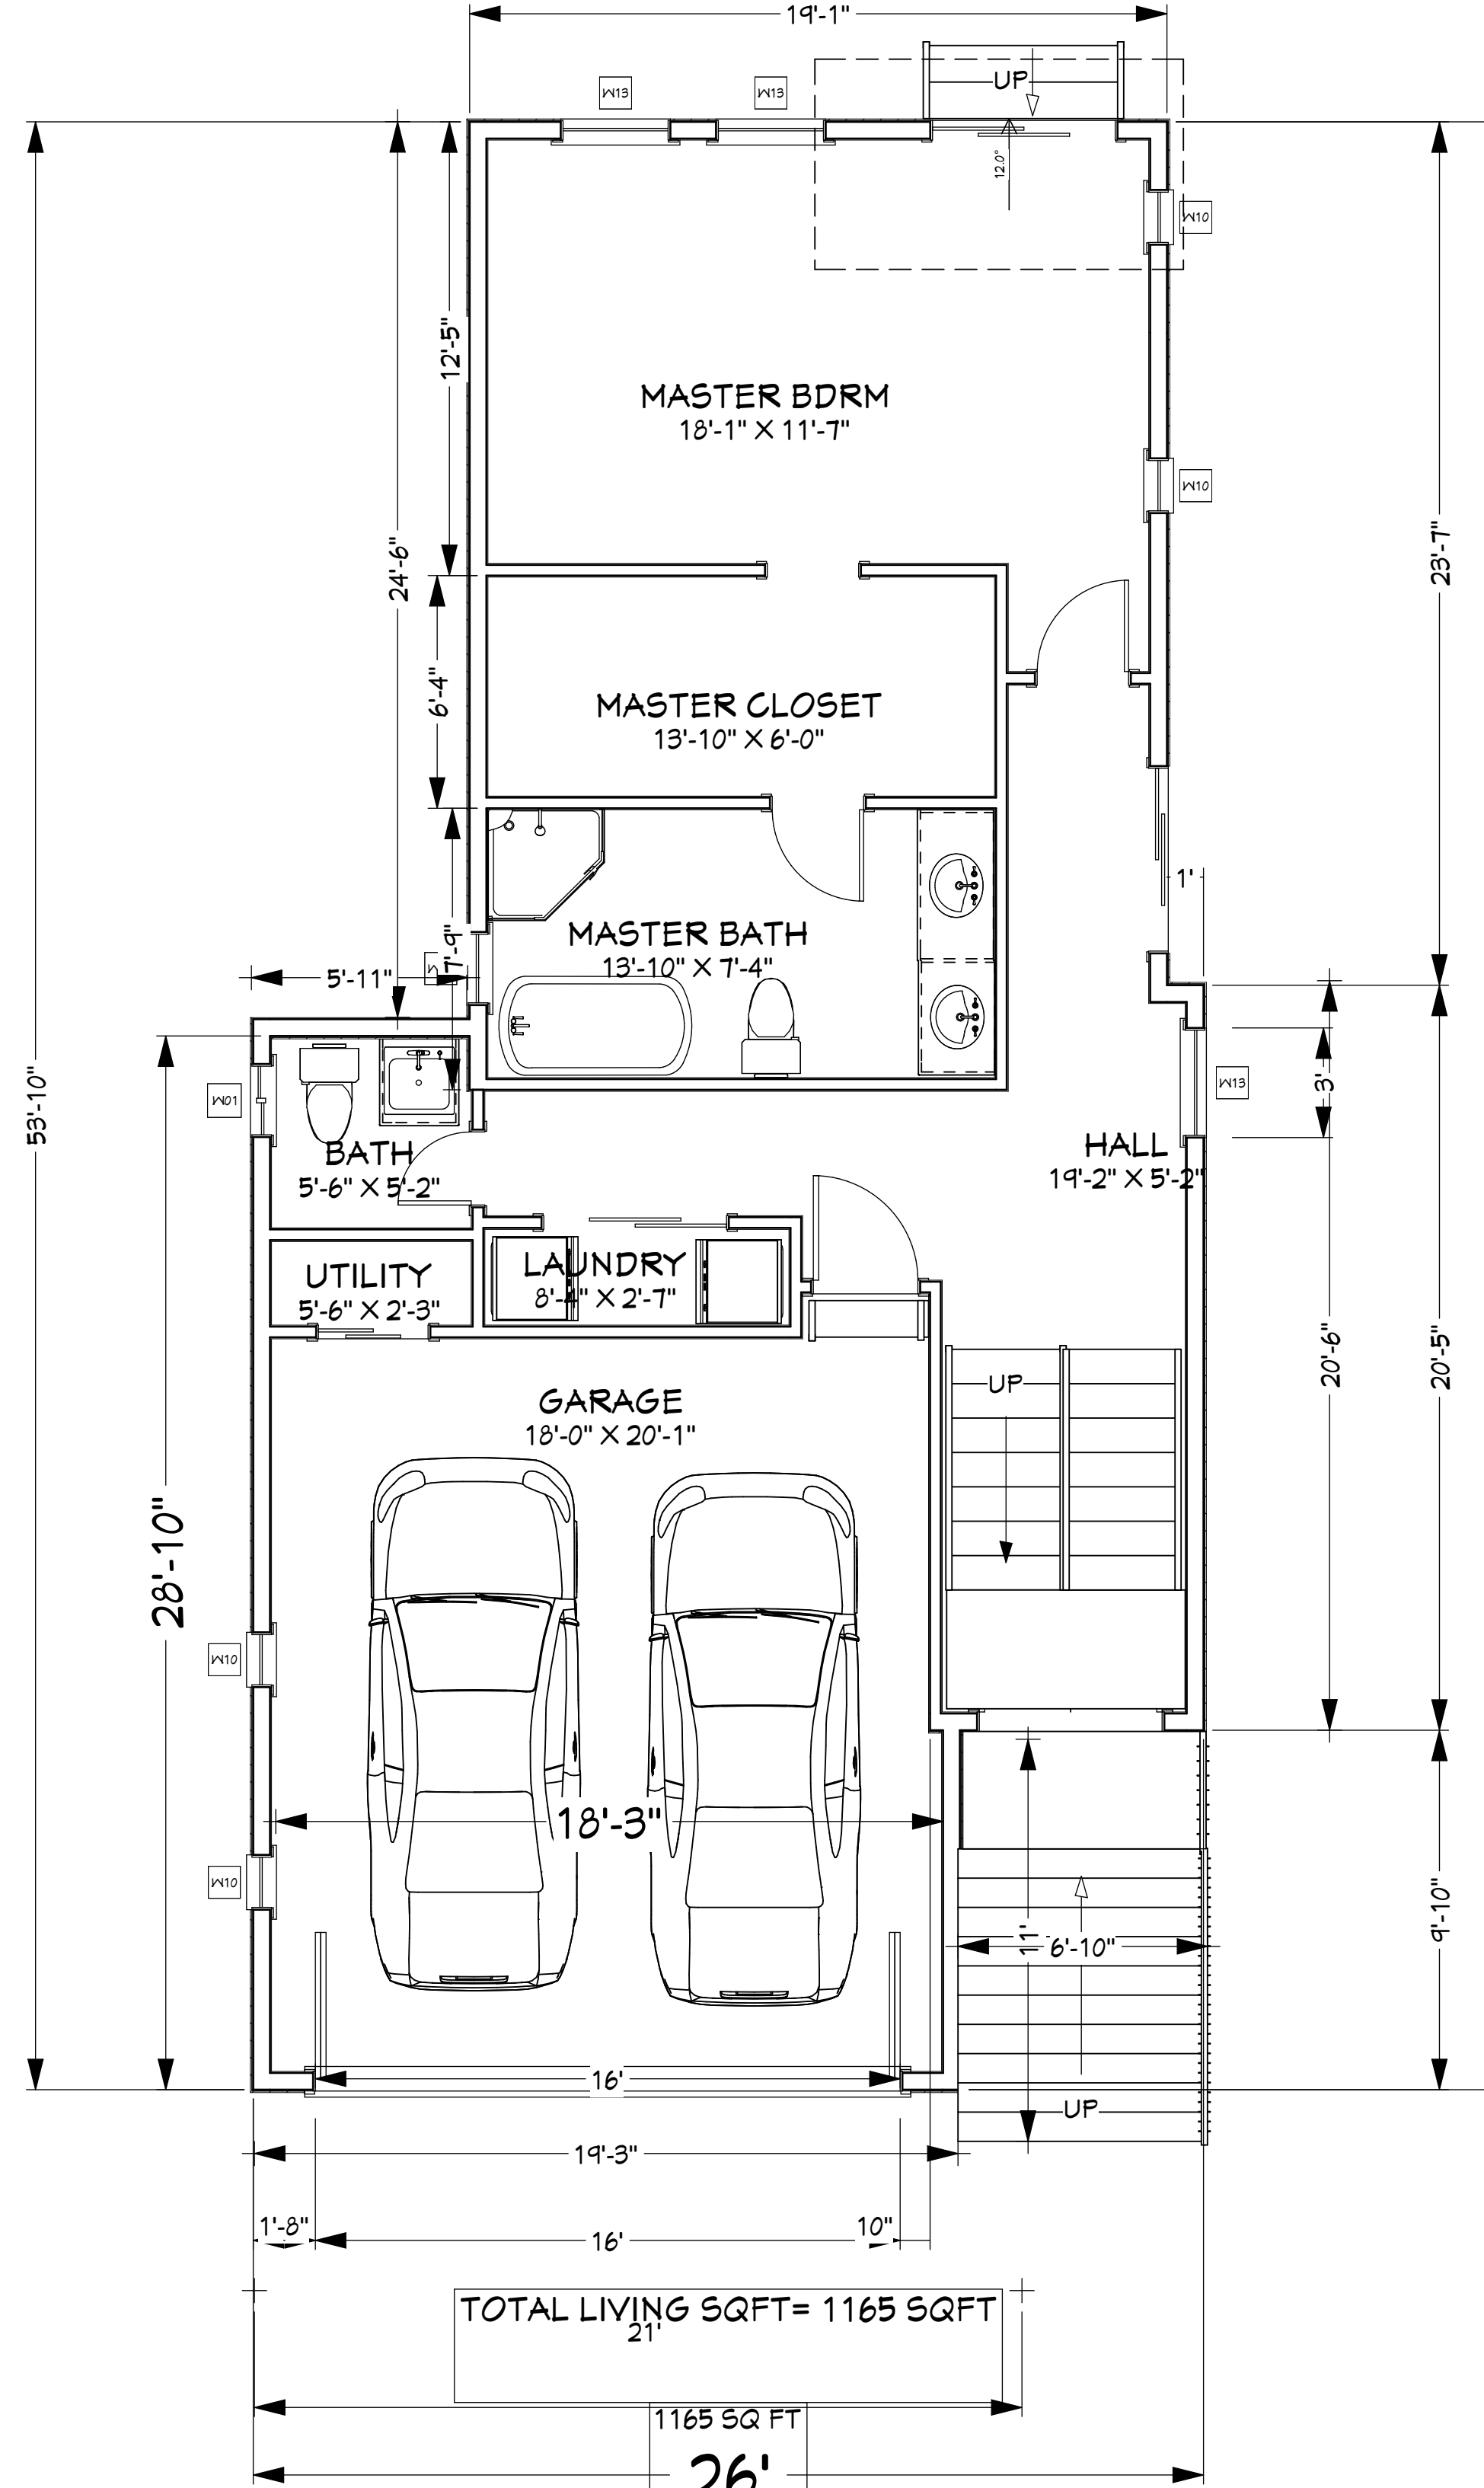 19'-1"
UP
W13
W13
12.0"
W10
12'-5"
MASTER BDRM
18'-1" X 11'-7"
W10
24'-6"
23'-7"
6'-4"
MASTER CLOSET
13'-10" X 6'-0"
1'
7'-9"
MASTER BATH
13'-10" X 7'-4"
5'-11"
53'-10"
W01
3'
W13
BATH
5'-6" X 5'-2"
HALL
19'-2" X 5'-2"
UTILITY
5'-6" X 2'-3"
LAUNDRY
8'-4" X 2'-7"
20'-6"
20'-5"
UP
GARAGE
18'-0" X 20'-1"
28'-10"
W10
18'-3"
W10
9'-10"
11'
6'-10"
16'
UP
19'-3"
1'-8"
16'
10"
TOTAL LIVING SQFT= 1165 SQFT
21'
1165 SQ FT
26'